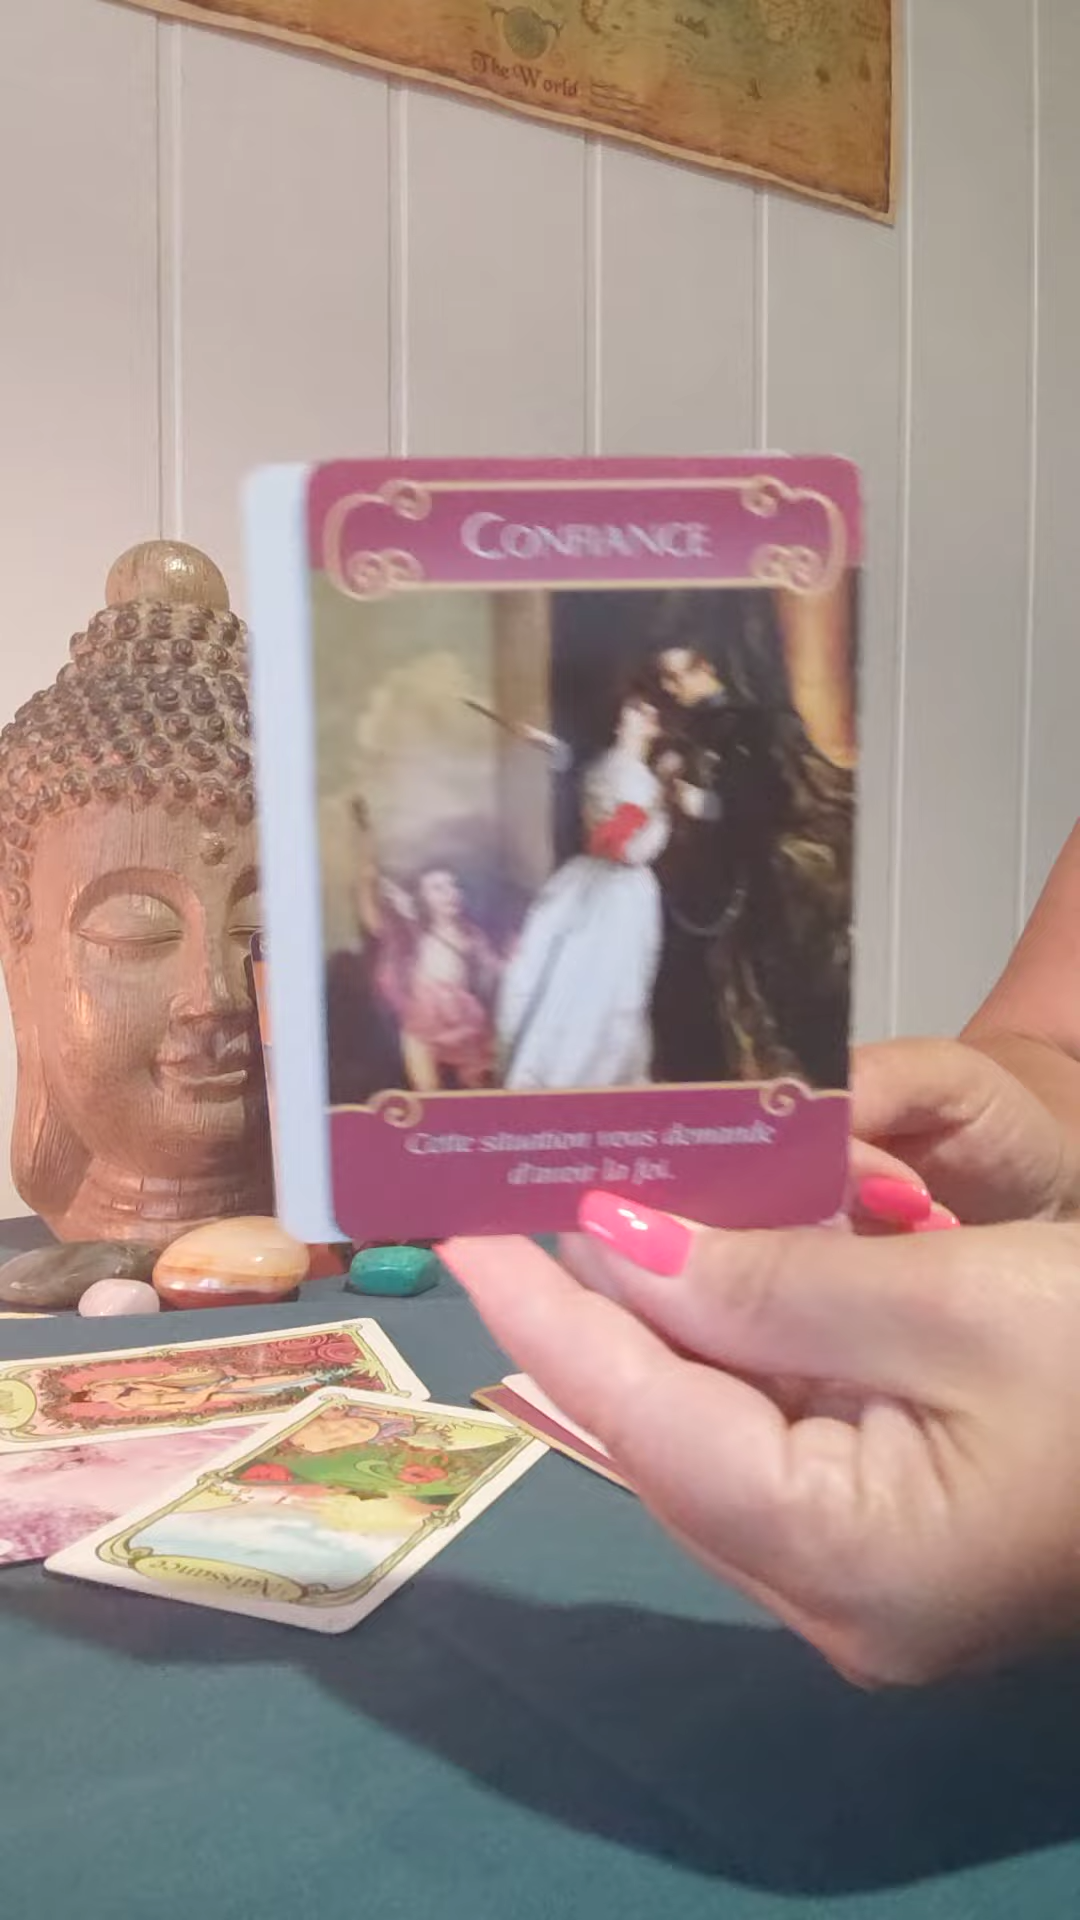 The World
CONFIANCE
Cette situation vous demande
d'avoir la foi.
Naissance